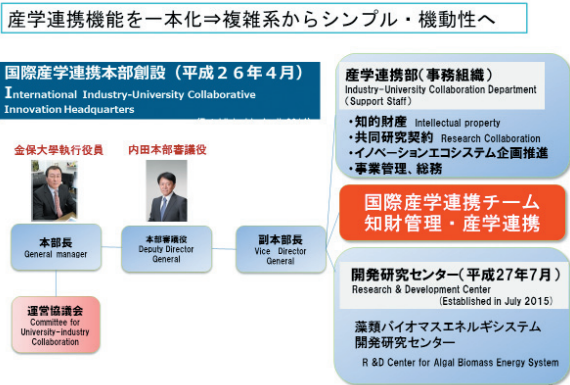 産学連携機能を一本化⇒複雑系からシンプル・機動性へ
国際産学連携本部創設（平成２６年４月）
International Industry-University Collaborative
Innovation Headquarters
金保大學執行役員
内田本部審議役
本部長
General manager
本部審議役
Deputy Director
General
副本部長
Vice Director
General
運営協議会
Committee for
University-industry
Collaboration
産学連携部（事務組織）
Industry-University Collaboration Department
(Support Staff)
・知的財産 Intellectual property
・共同研究契約 Research Collaboration
・イノベーションエコシステム企画推進
・事業管理、総務
国際産学連携チーム
知財管理・産学連携
開発研究センター（平成27年７月）
Research & Development Center
(Established in July 2015)
藻類バイオマスエネルギシステム
開発研究センター
R &D Center for Algal Biomass Energy System